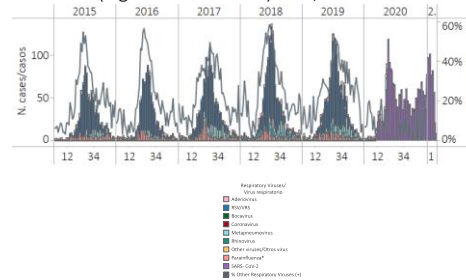 2015 2016 2017 2018 2019 2020 2.
N. cases/casos
100
50
0
60%
40%
20%
0%
12 34 12 34 12 34 12 34 12 34 12 34 1
Respiratory Viruses/
Virus respiratorio
Adenovirus
RSV/VRS
Bocavirus
Coronavirus
Metapneumovirus
Rhinovirus
Other viruses/Otros virus
Parainfluenza*
SARS- CoV-2
% Other Respiratory Viruses (+)